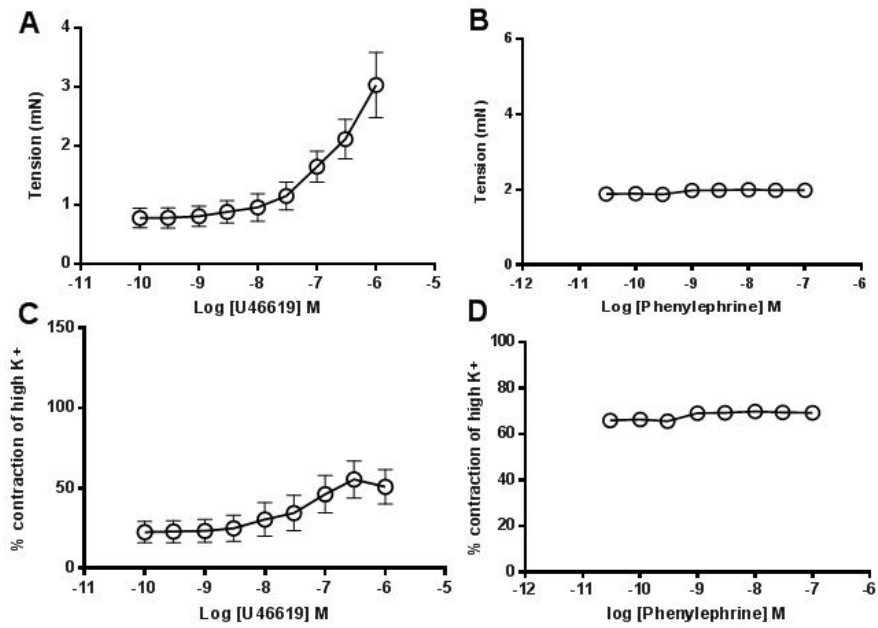 A
Tension (mN)
4
3
2
1
0
-11 -10 -9 -8 -7 -6 -5
Log [U46619] M
B
Tension (mN)
6
4
2
0
-12 -11 -10 -9 -8 -7 -6
Log [Phenylephrine] M
C
% contraction of high K+
150
100
50
0
-11 -10 -9 -8 -7 -6 -5
Log [U46619] M
D
% contraction of high K+
100
80
60
40
20
0
-11 -10 -9 -8 -7 -6
log [Phenylephrine] M